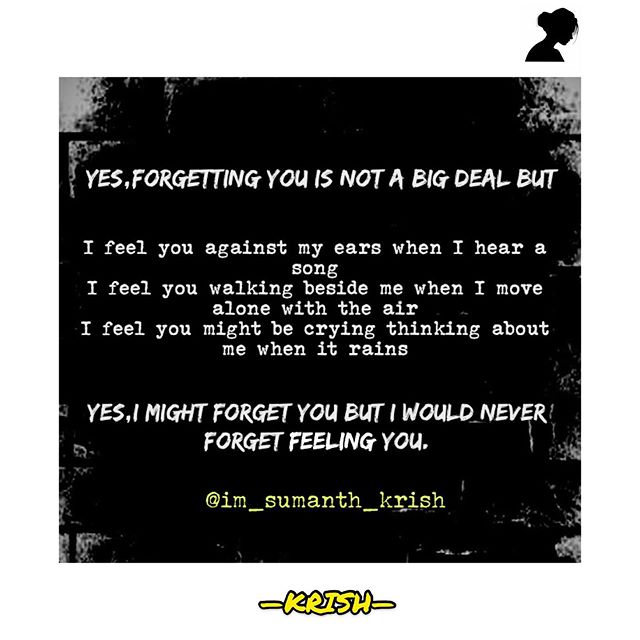 YES,FORGETTING YOU IS NOT A BIG DEAL BUT
I feel you against my ears when I hear a
song
I feel you walking beside me when I move
alone with the air
I feel you might be crying thinking about
me when it rains
YES,I MIGHT FORGET YOU BUT I WOULD NEVER
FORGET FEELING YOU.
@im_sumanth_krish
—KRISH—